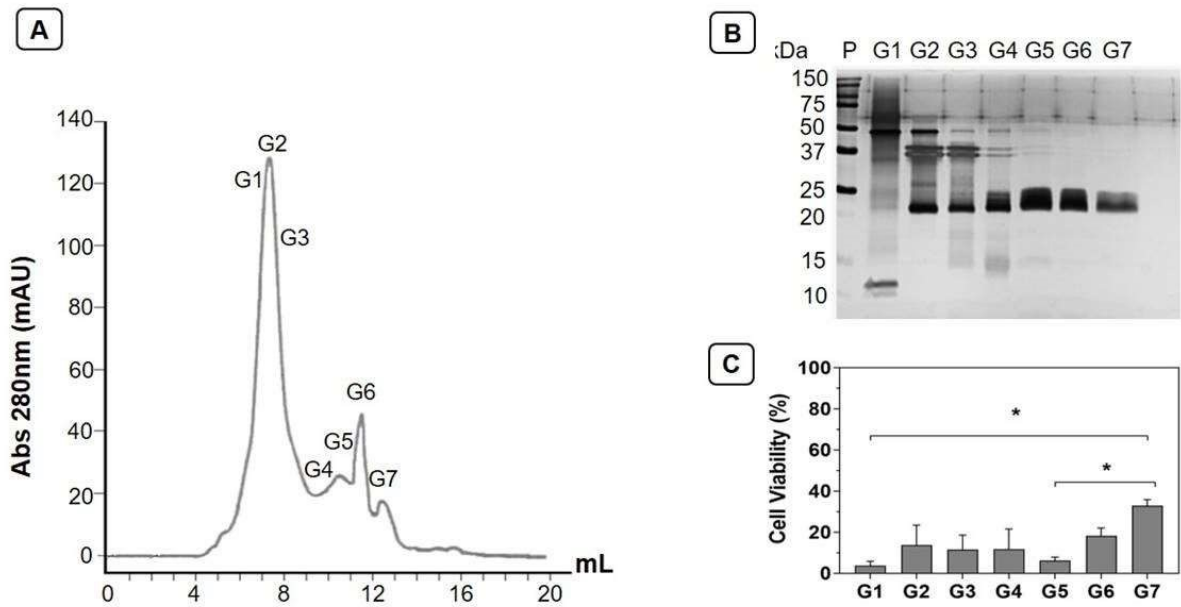 A
Abs 280nm (mAU)
140
120
100
80
60
40
20
0
G1
G2
G3
G4
G5
G6
G7
0 4 8 12 16 20
mL
B
kDa P G1 G2 G3 G4 G5 G6 G7
150
75
50
37
25
20
15
10
C
Cell Viability (%)
100
80
60
40
20
0
*
*
G1 G2 G3 G4 G5 G6 G7